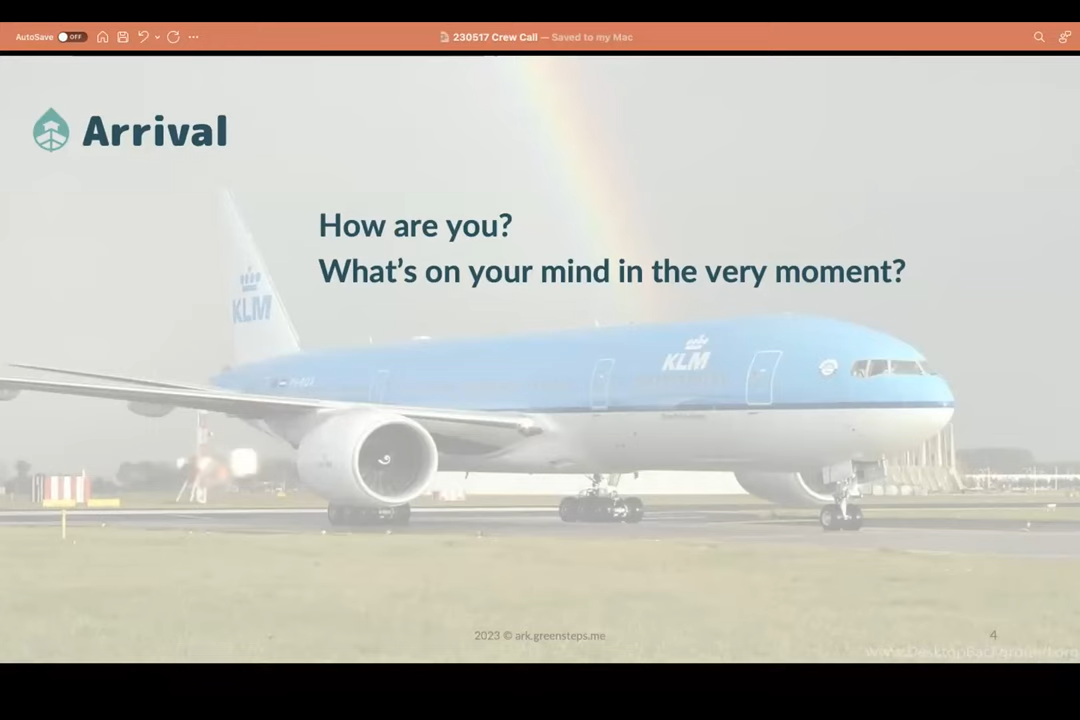 AutoSave OFF
230517 Crew Call — Saved to my Mac
Arrival
How are you?
What's on your mind in the very moment?
KLM
KLM
2023 © ark.greensteps.me
4